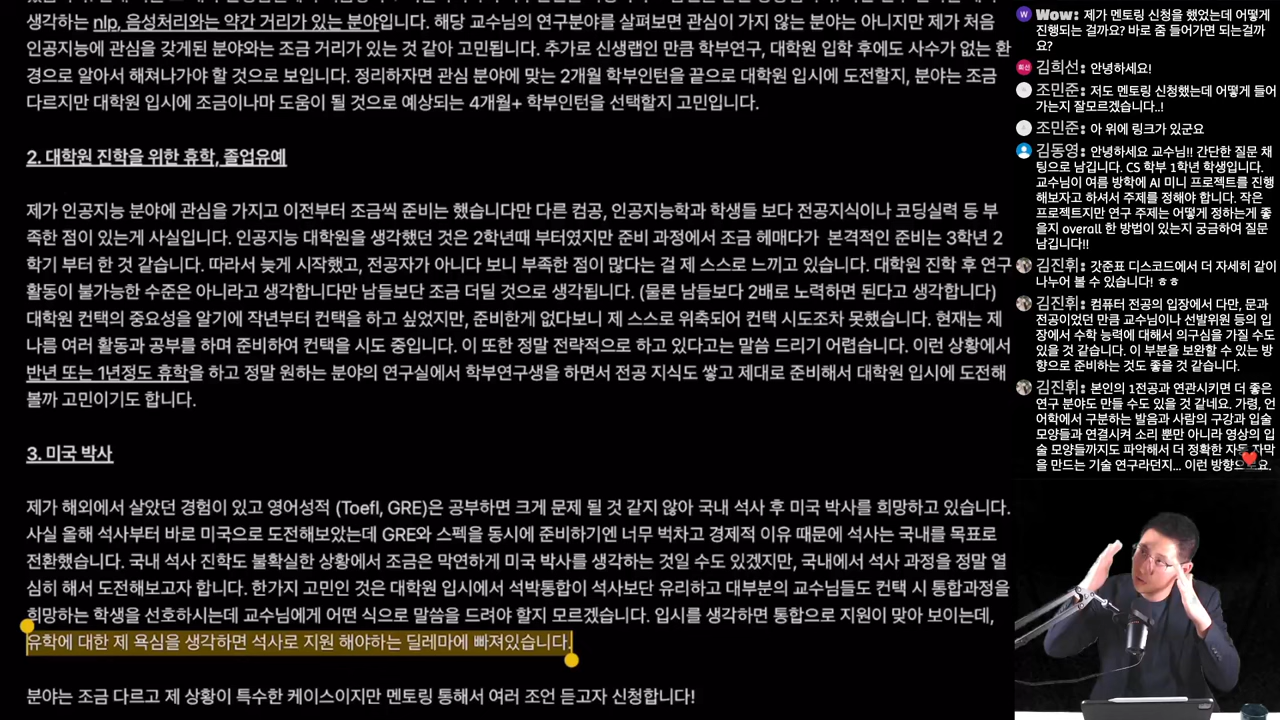 생각하는 nlp, 음성처리와는 약간 거리가 있는 분야입니다. 해당 교수님의 연구분야를 살펴보면 관심이 가지 않는 분야는 아니지만 제가 처음
인공지능에 관심을 갖게된 분야와는 조금 거리가 있는 것 같아 고민됩니다. 추가로 신생랩인 만큼 학부연구, 대학원 입학 후에도 사수가 없는 환
경으로 알아서 해쳐나가야 할 것으로 보입니다. 정리하자면 관심 분야에 맞는 2개월 학부인턴을 끝으로 대학원 입시에 도전할지, 분야는 조금
다르지만 대학원 입시에 조금이나마 도움이 될 것으로 예상되는 4개월+ 학부인턴을 선택할지 고민입니다.
2. 대학원 진학을 위한 휴학, 졸업유예
제가 인공지능 분야에 관심을 가지고 이전부터 조금씩 준비는 했습니다만 다른 컴공, 인공지능학과 학생들 보다 전공지식이나 코딩실력 등 부
족한 점이 있는게 사실입니다. 인공지능 대학원을 생각했던 것은 2학년때 부터였지만 준비 과정에서 조금 헤매다가 본격적인 준비는 3학년 2
학기 부터 한 것 같습니다. 따라서 늦게 시작했고, 전공자가 아니다 보니 부족한 점이 많다는 걸 제 스스로 느끼고 있습니다. 대학원 진학 후 연구
활동이 불가능한 수준은 아니라고 생각합니다만 남들보단 조금 더딜 것으로 생각됩니다. (물론 남들보다 2배로 노력하면 된다고 생각합니다)
대학원 컨택의 중요성을 알기에 작년부터 컨택을 하고 싶었지만, 준비한게 없다보니 제 스스로 위축되어 컨택 시도조차 못했습니다. 현재는 제
나름 여러 활동과 공부를 하며 준비하여 컨택을 시도 중입니다. 이 또한 정말 전략적으로 하고 있다고는 말씀 드리기 어렵습니다. 이런 상황에서
반년 또는 1년정도 휴학을 하고 정말 원하는 분야의 연구실에서 학부연구생을 하면서 전공 지식도 쌓고 제대로 준비해서 대학원 입시에 도전해
볼까 고민이기도 합니다.
3. 미국 박사
제가 해외에서 살았던 경험이 있고 영어성적 (Toefl, GRE)은 공부하면 크게 문제 될 것 같지 않아 국내 석사 후 미국 박사를 희망하고 있습니다.
사실 올해 석사부터 바로 미국으로 도전해보았는데 GRE와 스펙을 동시에 준비하기엔 너무 벅차고 경제적 이유 때문에 석사는 국내를 목표로
전환했습니다. 국내 석사 진학도 불확실한 상황에서 조금은 막연하게 미국 박사를 생각하는 것일 수도 있겠지만, 국내에서 석사 과정을 정말 열
심히 해서 도전해보고자 합니다. 한가지 고민인 것은 대학원 입시에서 석박통합이 석사보단 유리하고 대부분의 교수님들도 컨택 시 통합과정을
희망하는 학생을 선호하시는데 교수님에게 어떤 식으로 말씀을 드려야 할지 모르겠습니다. 입시를 생각하면 통합으로 지원이 맞아 보이는데,
유학에 대한 제 욕심을 생각하면 석사로 지원 해야하는 딜레마에 빠져있습니다.
분야는 조금 다르고 제 상황이 특수한 케이스이지만 멘토링 통해서 여러 조언 듣고자 신청합니다!
W Wow: 제가 멘토링 신청을 했었는데 어떻게
진행되는 걸까요? 바로 줌 들어가면 되는걸까
요?
희선 김희선: 안녕하세요!
조민준: 저도 멘토링 신청했는데 어떻게 들어
가는지 잘모르겠습니다..!
조민준: 아 위에 링크가 있군요
김동영: 안녕하세요 교수님!! 간단한 질문 채
팅으로 남깁니다. CS 학부 1학년 학생입니다.
교수님이 여름 방학에 AI 미니 프로젝트를 진행
해보자고 하셔서 주제를 정해야 합니다. 작은
프로젝트지만 연구 주제는 어떻게 정하는게 좋
을지 overall 한 방법이 있는지 궁금하여 질문
남깁니다!!
김진휘: 갓준표 디스코드에서 더 자세히 같이
나누어 볼 수 있습니다! ㅎㅎ
김진휘: 컴퓨터 전공의 입장에서 다만, 문과
전공이었던 만큼 교수님이나 선발위원 등의 입
장에서 수학 능력에 대해서 의구심을 가질 수도
있을 것 같습니다. 이 부분을 보완할 수 있는 방
향으로 준비하는 것도 좋을 것 같습니다.
김진휘: 본인의 1전공과 연관시키면 더 좋은
연구 분야도 만들 수도 있을 것 같네요. 가령, 언
어학에서 구분하는 발음과 사람의 구강과 입술
모양들과 연결시켜 소리 뿐만 아니라 영상의 입
술 모양들까지도 파악해서 더 정확한 자동 자막
을 만드는 기술 연구라던지... 이런 방향으로요.